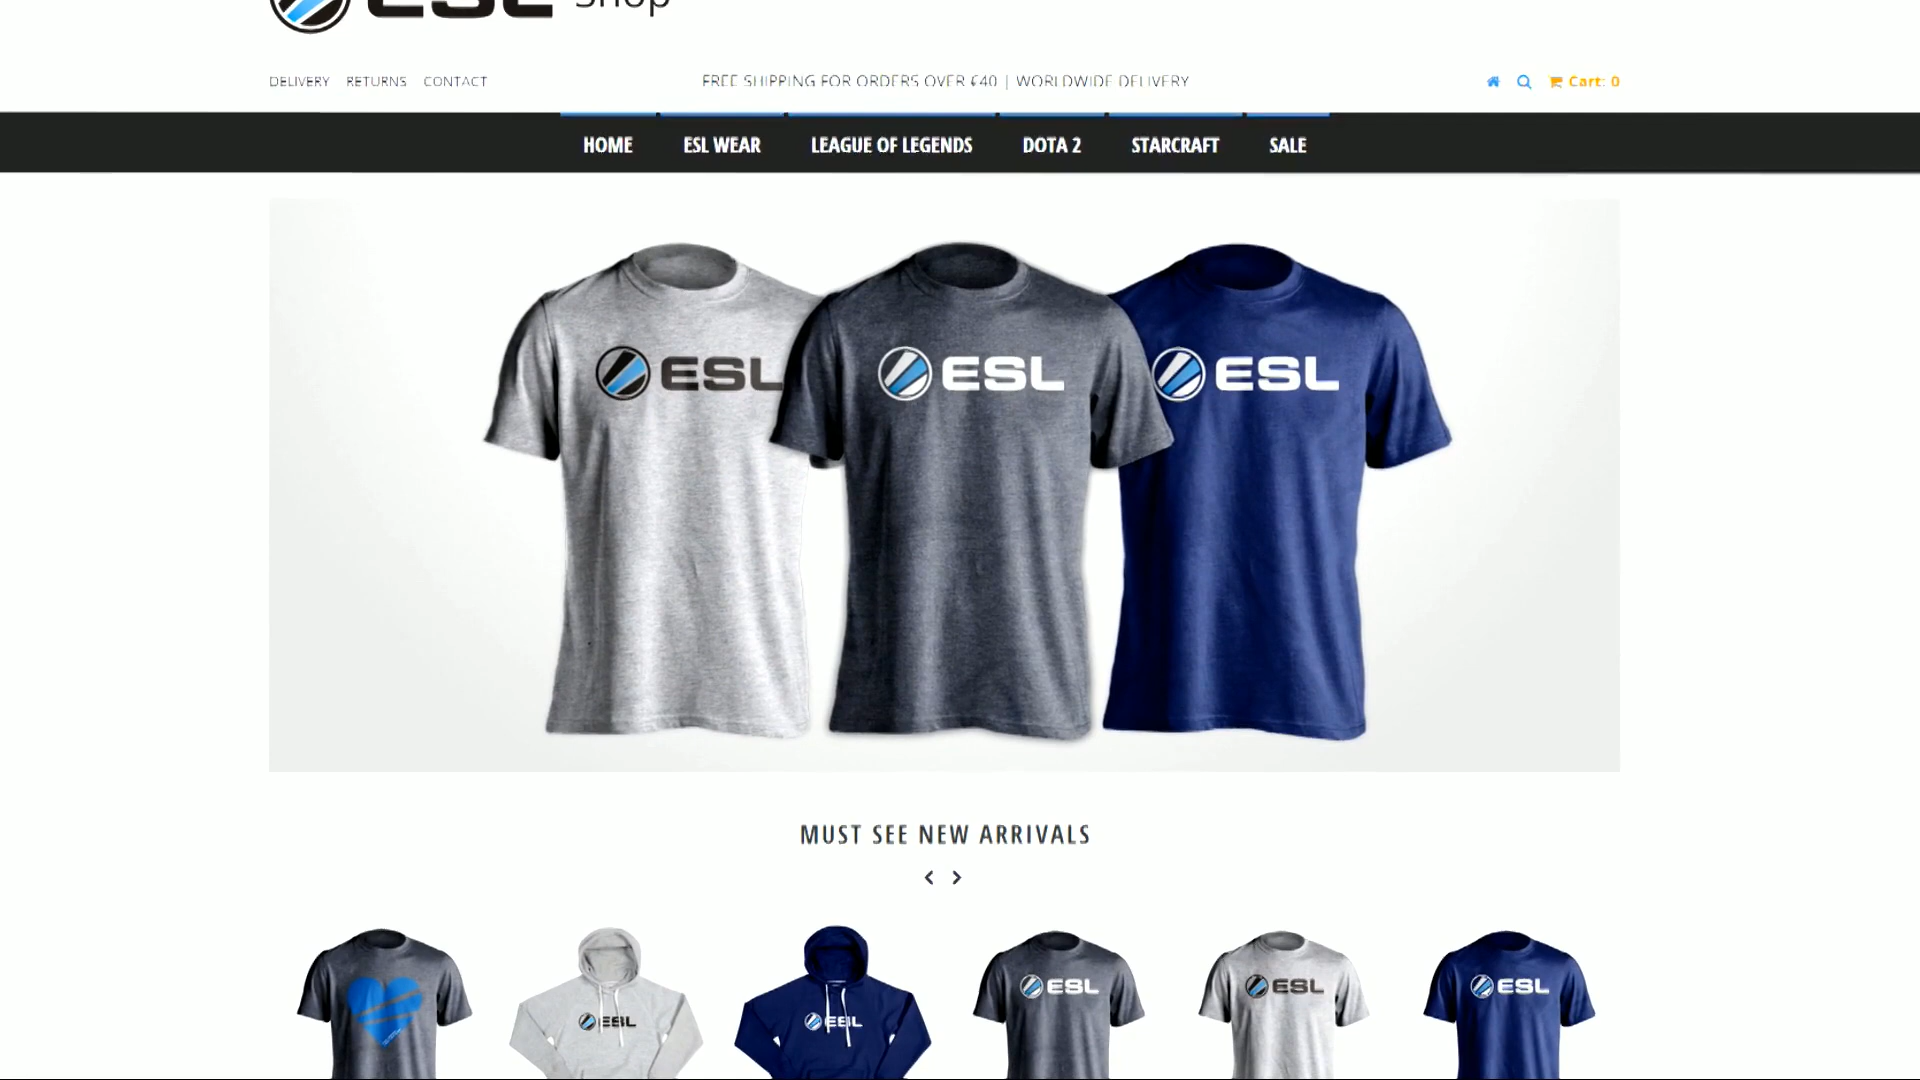 ESL Shop
DELIVERY RETURNS CONTACT
FREE SHIPPING FOR ORDERS OVER €40 | WORLDWIDE DELIVERY
Cart: 0
HOME ESL WEAR LEAGUE OF LEGENDS DOTA 2 STARCRAFT SALE
ESL ESL ESL
MUST SEE NEW ARRIVALS
ESL ESL ESL
ESL ESL